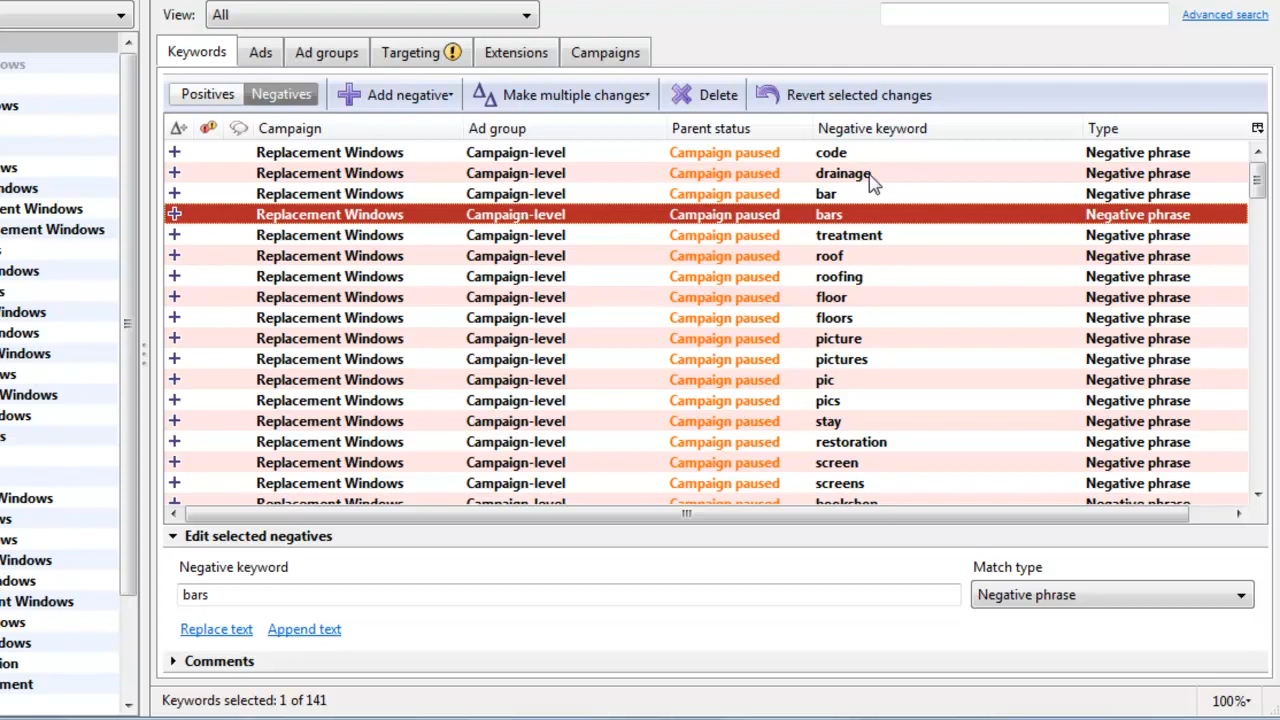 View: All Advanced search
Keywords Ads Ad groups Targeting Extensions Campaigns
Positives Negatives Add negative Make multiple changes Delete Revert selected changes
Campaign Ad group Parent status Negative keyword Type
Replacement Windows Campaign-level Campaign paused code Negative phrase
Replacement Windows Campaign-level Campaign paused drainage Negative phrase
Replacement Windows Campaign-level Campaign paused bar Negative phrase
Replacement Windows Campaign-level Campaign paused bars Negative phrase
Replacement Windows Campaign-level Campaign paused treatment Negative phrase
Replacement Windows Campaign-level Campaign paused roof Negative phrase
Replacement Windows Campaign-level Campaign paused roofing Negative phrase
Replacement Windows Campaign-level Campaign paused floor Negative phrase
Replacement Windows Campaign-level Campaign paused floors Negative phrase
Replacement Windows Campaign-level Campaign paused picture Negative phrase
Replacement Windows Campaign-level Campaign paused pictures Negative phrase
Replacement Windows Campaign-level Campaign paused pic Negative phrase
Replacement Windows Campaign-level Campaign paused pics Negative phrase
Replacement Windows Campaign-level Campaign paused stay Negative phrase
Replacement Windows Campaign-level Campaign paused restoration Negative phrase
Replacement Windows Campaign-level Campaign paused screen Negative phrase
Replacement Windows Campaign-level Campaign paused screens Negative phrase
Replacement Windows Campaign-level Campaign paused bookshop Negative phrase
Edit selected negatives
Negative keyword Match type
bars Negative phrase
Replace text Append text
Comments
Keywords selected: 1 of 141 100%